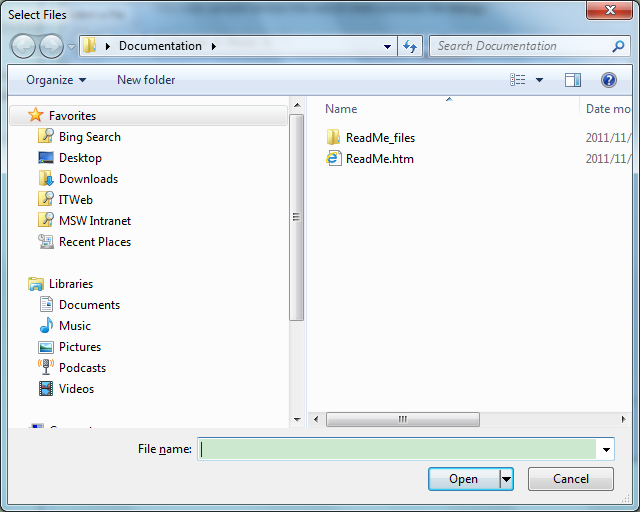 Select Files
Documentation
Search Documentation
Organize
New folder
Name
Date mo
Favorites
Bing Search
Desktop
Downloads
ITWeb
MSW Intranet
Recent Places
Libraries
Documents
Music
Pictures
Podcasts
Videos
ReadMe_files
2011/11/
ReadMe.htm
2011/11/
File name:
Open
Cancel